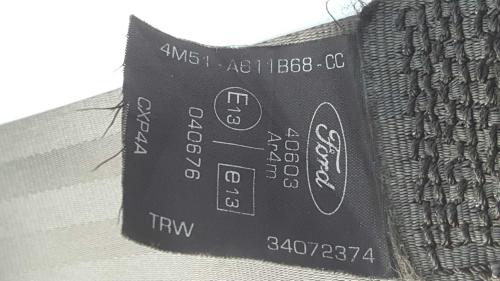 4M51-A611B68-CC
E13
040676
CXP4A
40603
Ar4m
e13
Ford
TRW
34072374